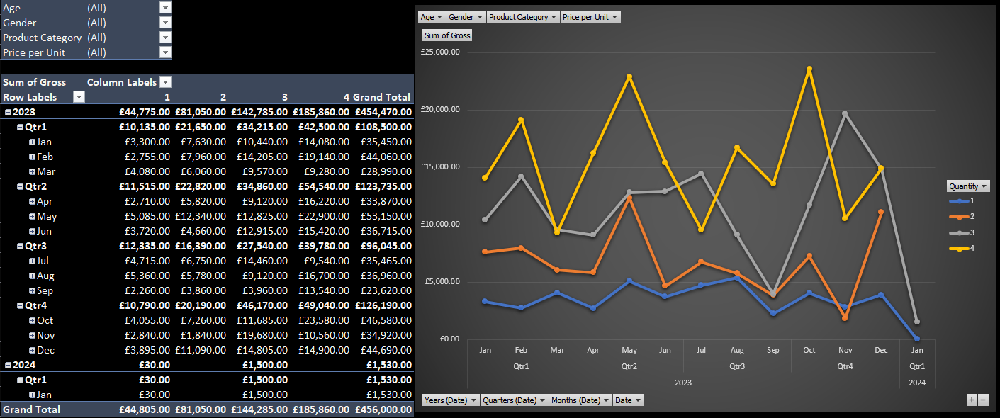 Age (All)
Gender (All)
Product Category (All)
Price per Unit (All)
Sum of Gross Column Labels
Row Labels 1 2 3 4 Grand Total
2023 £44,775.00 £81,050.00 £142,785.00 £185,860.00 £454,470.00
Qtr1 £10,135.00 £21,650.00 £34,215.00 £42,500.00 £108,500.00
Jan £3,300.00 £7,630.00 £10,440.00 £14,080.00 £35,450.00
Feb £2,755.00 £7,960.00 £14,205.00 £19,140.00 £44,060.00
Mar £4,080.00 £6,060.00 £9,570.00 £9,280.00 £28,990.00
Qtr2 £11,515.00 £22,820.00 £34,860.00 £54,540.00 £123,735.00
Apr £2,710.00 £5,820.00 £9,120.00 £16,220.00 £33,870.00
May £5,085.00 £12,340.00 £12,825.00 £22,900.00 £53,150.00
Jun £3,720.00 £4,660.00 £12,915.00 £15,420.00 £36,715.00
Qtr3 £12,335.00 £16,390.00 £27,540.00 £39,780.00 £96,045.00
Jul £4,715.00 £6,750.00 £14,460.00 £9,540.00 £35,465.00
Aug £5,360.00 £5,780.00 £9,120.00 £16,700.00 £36,960.00
Sep £2,260.00 £3,860.00 £3,960.00 £13,540.00 £23,620.00
Qtr4 £10,790.00 £20,190.00 £46,170.00 £49,040.00 £126,190.00
Oct £4,055.00 £7,260.00 £11,685.00 £23,580.00 £46,580.00
Nov £2,840.00 £1,840.00 £19,680.00 £10,560.00 £34,920.00
Dec £3,895.00 £11,090.00 £14,805.00 £14,900.00 £44,690.00
2024 £30.00 £1,500.00 £1,530.00
Qtr1 £30.00 £1,500.00 £1,530.00
Jan £30.00 £1,500.00 £1,530.00
Grand Total £44,805.00 £81,050.00 £144,285.00 £185,860.00 £456,000.00
Age Gender Product Category Price per Unit
Sum of Gross
£25,000.00
£20,000.00
£15,000.00
£10,000.00
£5,000.00
£0.00
Jan Feb Mar Apr May Jun Jul Aug Sep Oct Nov Dec Jan
Qtr1 Qtr2 Qtr3 Qtr4 Qtr1
2023 2024
Quantity
1
2
3
4
Years (Date) Quarters (Date) Months (Date) Date
+ −